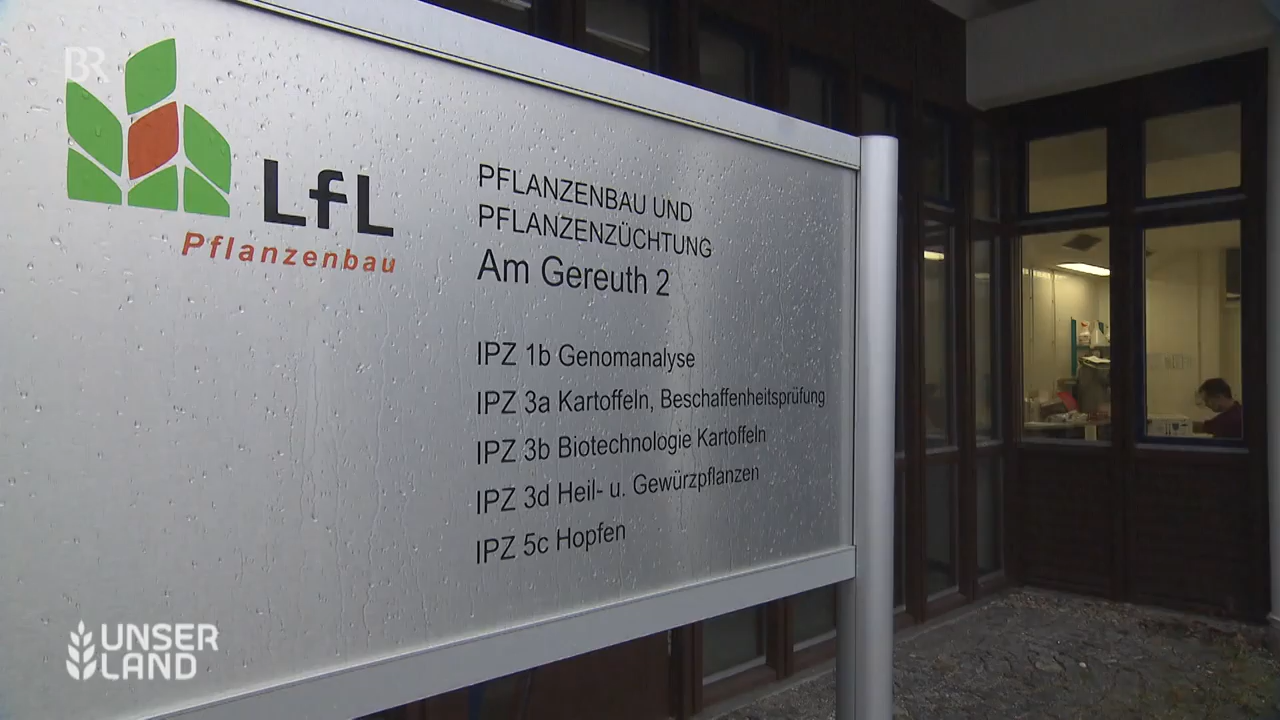 BR
LfL
Pflanzenbau
PFLANZENBAU UND
PFLANZENZÜCHTUNG
Am Gereuth 2
IPZ 1b Genomanalyse
IPZ 3a Kartoffeln, Beschaffenheitsprüfung
IPZ 3b Biotechnologie Kartoffeln
IPZ 3d Heil- u. Gewürzpflanzen
IPZ 5c Hopfen
UNSER
LAND